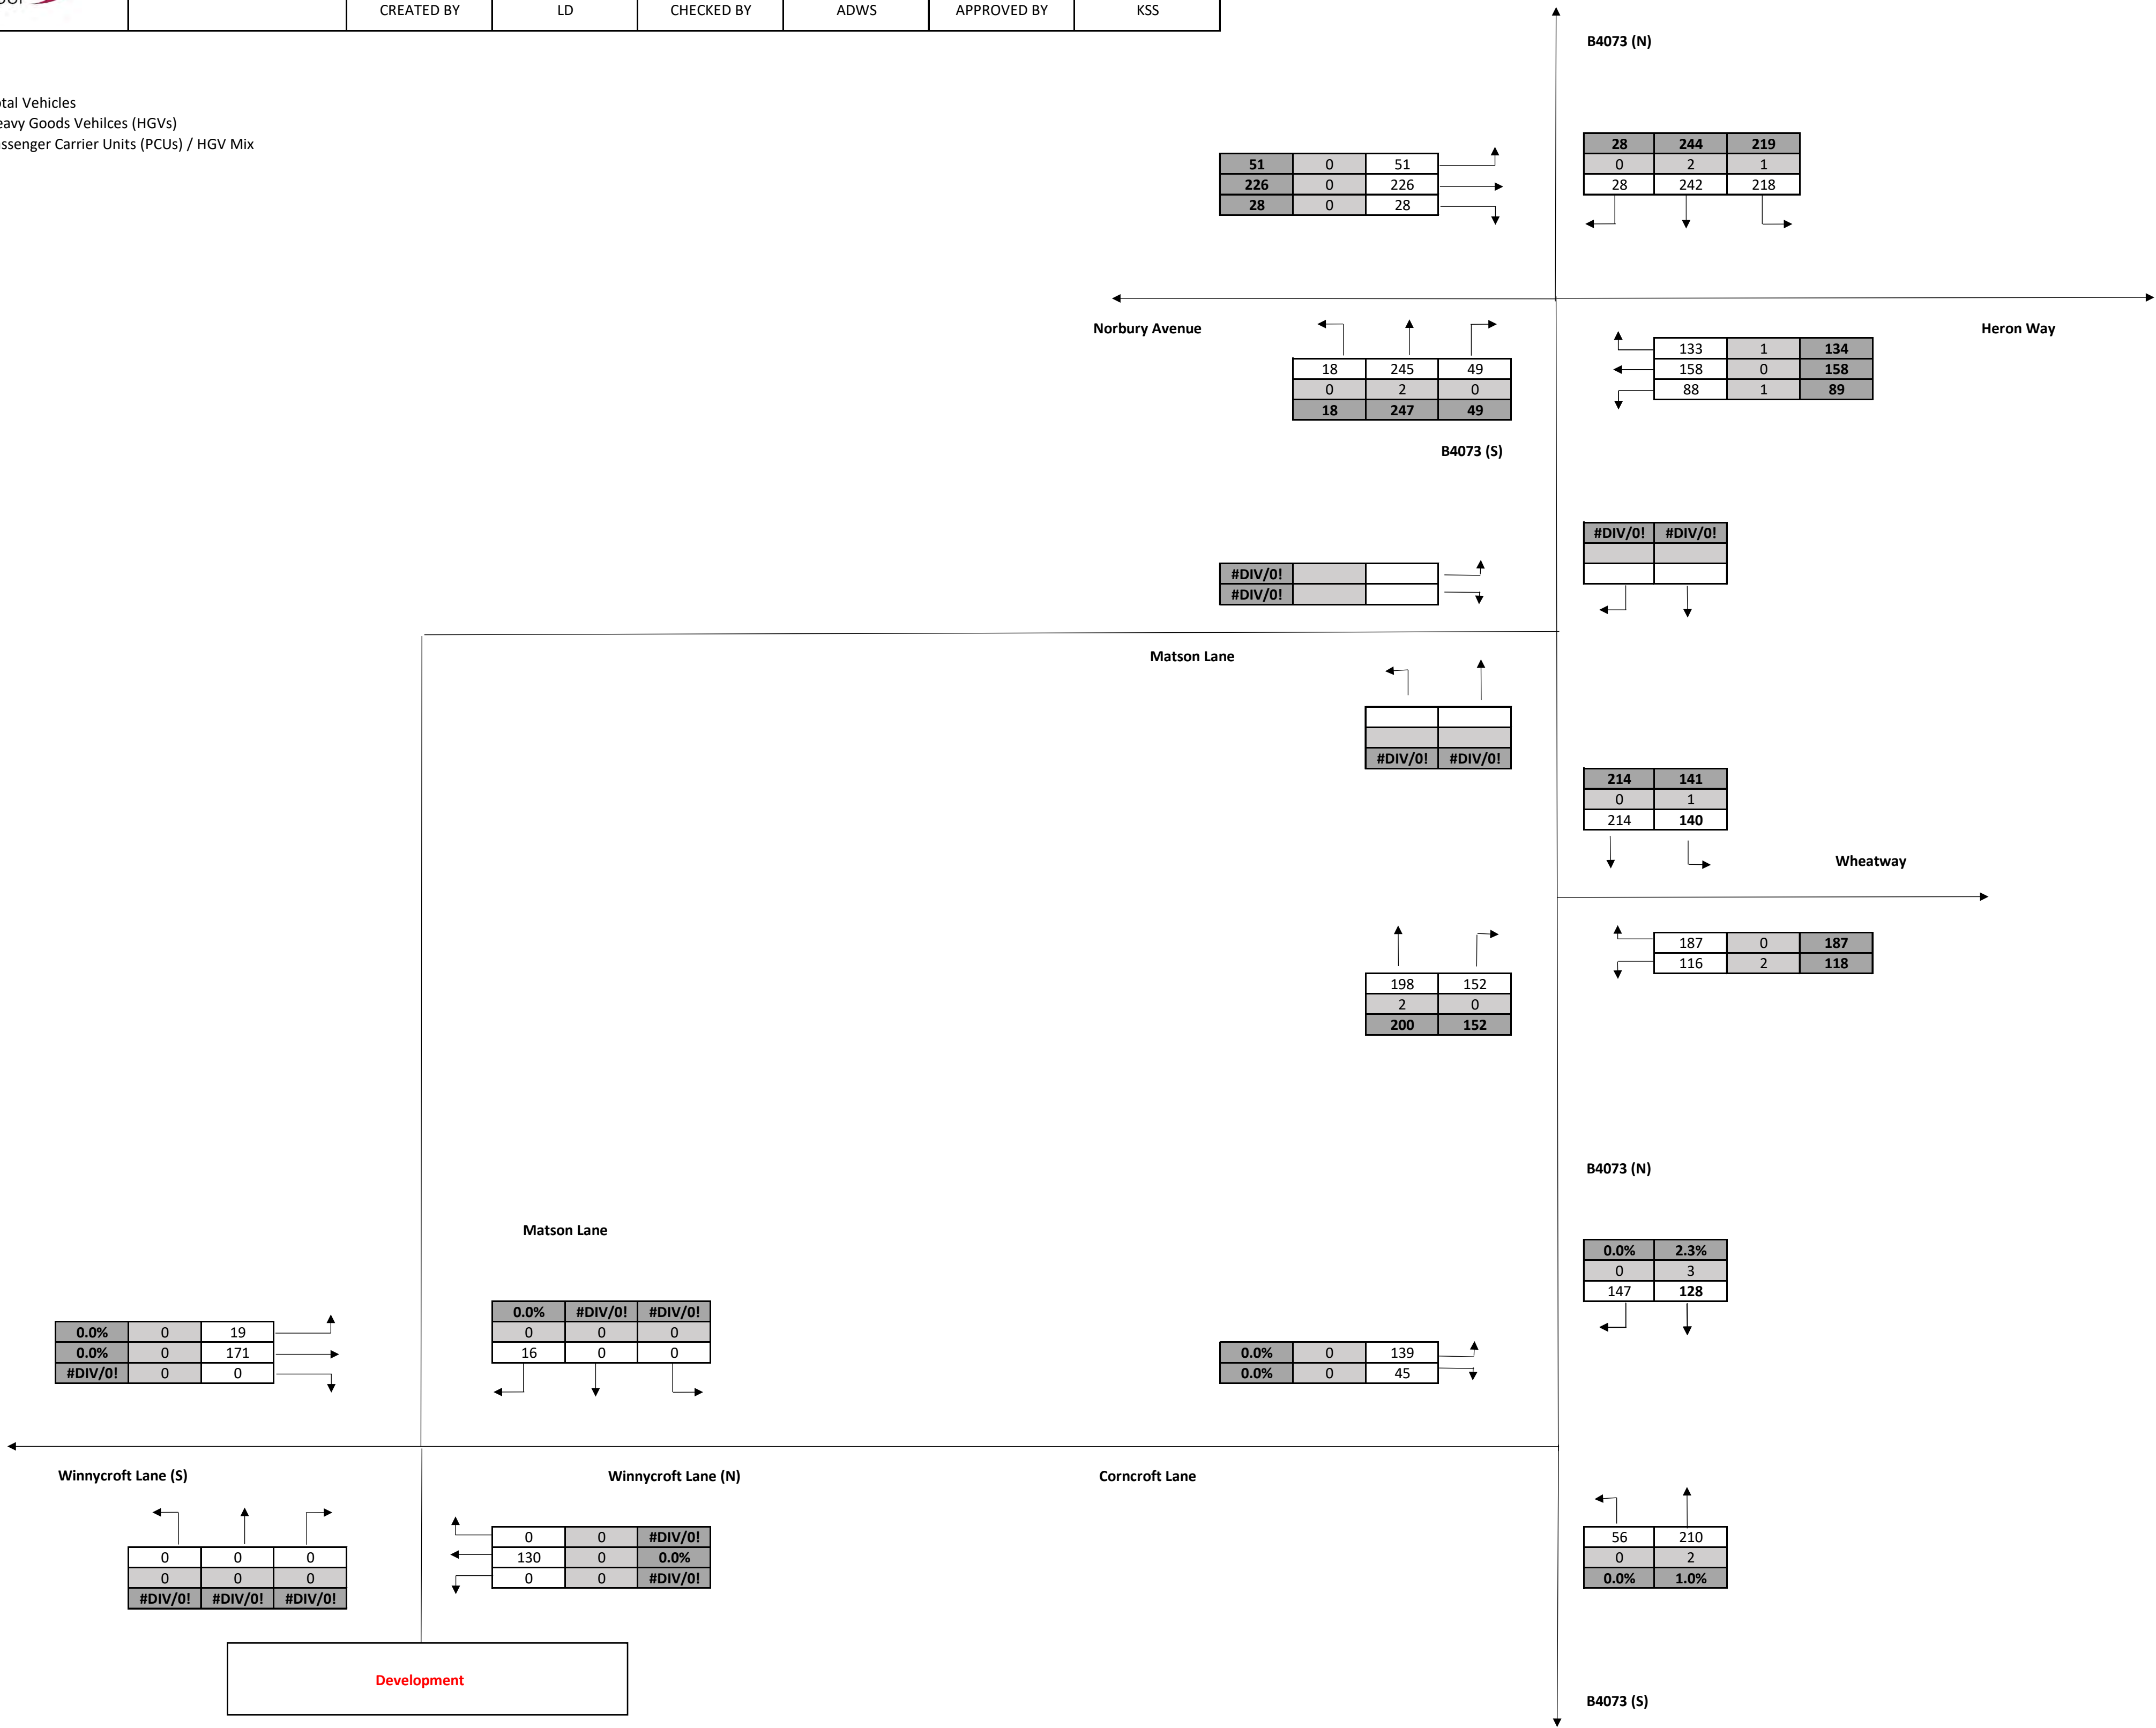 CREATED BY LD CHECKED BY ADWS APPROVED BY KSS
B4073 (N)
otal Vehicles
eavy Goods Vehilces (HGVs)
ssenger Carrier Units (PCUs) / HGV Mix
28 244 219
0 2 1
28 242 218
51 0 51
226 0 226
28 0 28
Norbury Avenue
Heron Way
18 245 49
0 2 0
18 247 49
133 1 134
158 0 158
88 1 89
B4073 (S)
#DIV/0! #DIV/0!
#DIV/0!
#DIV/0!
Matson Lane
#DIV/0! #DIV/0!
214 141
0 1
214 140
Wheatway
187 0 187
116 2 118
198 152
2 0
200 152
B4073 (N)
Matson Lane
0.0% 2.3%
0 3
147 128
0.0% #DIV/0! #DIV/0!
0 0 0
16 0 0
0.0% 0 19
0.0% 0 171
#DIV/0! 0 0
0.0% 0 139
0.0% 0 45
Winnycroft Lane (S)
Winnycroft Lane (N)
Corncroft Lane
0 0 0
0 0 0
#DIV/0! #DIV/0! #DIV/0!
0 0 #DIV/0!
130 0 0.0%
0 0 #DIV/0!
56 210
0 2
0.0% 1.0%
Development
B4073 (S)